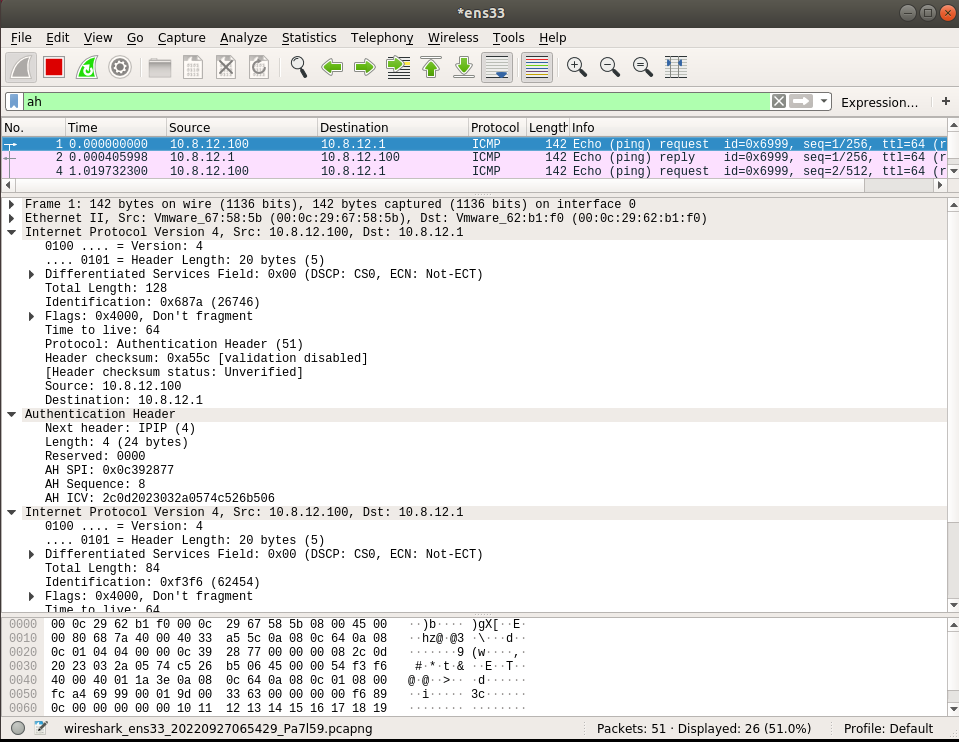 *ens33
File Edit View Go Capture Analyze Statistics Telephony Wireless Tools Help
ah Expression... +
No. Time Source Destination Protocol Length Info
1 0.000000000 10.8.12.100 10.8.12.1 ICMP 142 Echo (ping) request id=0x6999, seq=1/256, ttl=64 (r
2 0.000405998 10.8.12.1 10.8.12.100 ICMP 142 Echo (ping) reply id=0x6999, seq=1/256, ttl=64 (r
4 1.019732300 10.8.12.100 10.8.12.1 ICMP 142 Echo (ping) request id=0x6999, seq=2/512, ttl=64 (r
Frame 1: 142 bytes on wire (1136 bits), 142 bytes captured (1136 bits) on interface 0
Ethernet II, Src: Vmware_67:58:5b (00:0c:29:67:58:5b), Dst: Vmware_62:b1:f0 (00:0c:29:62:b1:f0)
Internet Protocol Version 4, Src: 10.8.12.100, Dst: 10.8.12.1
0100 .... = Version: 4
.... 0101 = Header Length: 20 bytes (5)
Differentiated Services Field: 0x00 (DSCP: CS0, ECN: Not-ECT)
Total Length: 128
Identification: 0x687a (26746)
Flags: 0x4000, Don't fragment
Time to live: 64
Protocol: Authentication Header (51)
Header checksum: 0xa55c [validation disabled]
[Header checksum status: Unverified]
Source: 10.8.12.100
Destination: 10.8.12.1
Authentication Header
Next header: IPIP (4)
Length: 4 (24 bytes)
Reserved: 0000
AH SPI: 0x0c392877
AH Sequence: 8
AH ICV: 2c0d2023032a0574c526b506
Internet Protocol Version 4, Src: 10.8.12.100, Dst: 10.8.12.1
0100 .... = Version: 4
.... 0101 = Header Length: 20 bytes (5)
Differentiated Services Field: 0x00 (DSCP: CS0, ECN: Not-ECT)
Total Length: 84
Identification: 0xf3f6 (62454)
Flags: 0x4000, Don't fragment
Time to live: 64
0000 00 0c 29 62 b1 f0 00 0c 29 67 58 5b 08 00 45 00 ··)b···· )gX[··E·
0010 00 80 68 7a 40 00 40 33 a5 5c 0a 08 0c 64 0a 08 ··hz@·@3 ·\···d··
0020 0c 01 04 04 00 00 0c 39 28 77 00 00 00 08 2c 0d ·······9 (w····,·
0030 20 23 03 2a 05 74 c5 26 b5 06 45 00 00 54 f3 f6 #·*·t·& ··E··T··
0040 40 00 40 01 1a 3e 0a 08 0c 64 0a 08 0c 01 08 00 @·@··>·· ·d······
0050 fc a4 69 99 00 01 9d 00 33 63 00 00 00 00 f6 89 ··i····· 3c······
0060 0c 00 00 00 00 00 10 11 12 13 14 15 16 17 18 19 ········ ········
wireshark_ens33_20220927065429_Pa7l59.pcapng Packets: 51 · Displayed: 26 (51.0%) Profile: Default